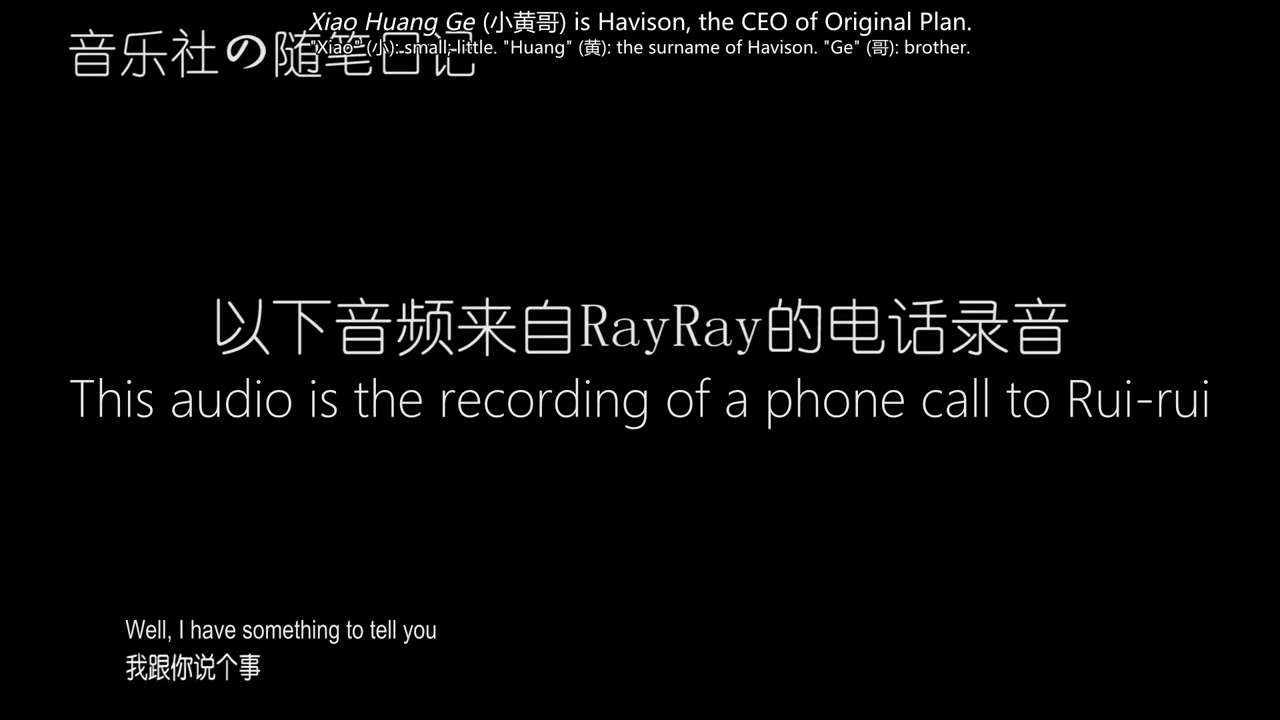 Xiao Huang Ge (小黄哥) is Havison, the CEO of Original Plan.
"Xiao" (小): small; little. "Huang" (黄): the surname of Havison. "Ge" (哥): brother.
音乐社の随笔日记
以下音频来自RayRay的电话录音
This audio is the recording of a phone call to Rui-rui
Well, I have something to tell you
我跟你说个事